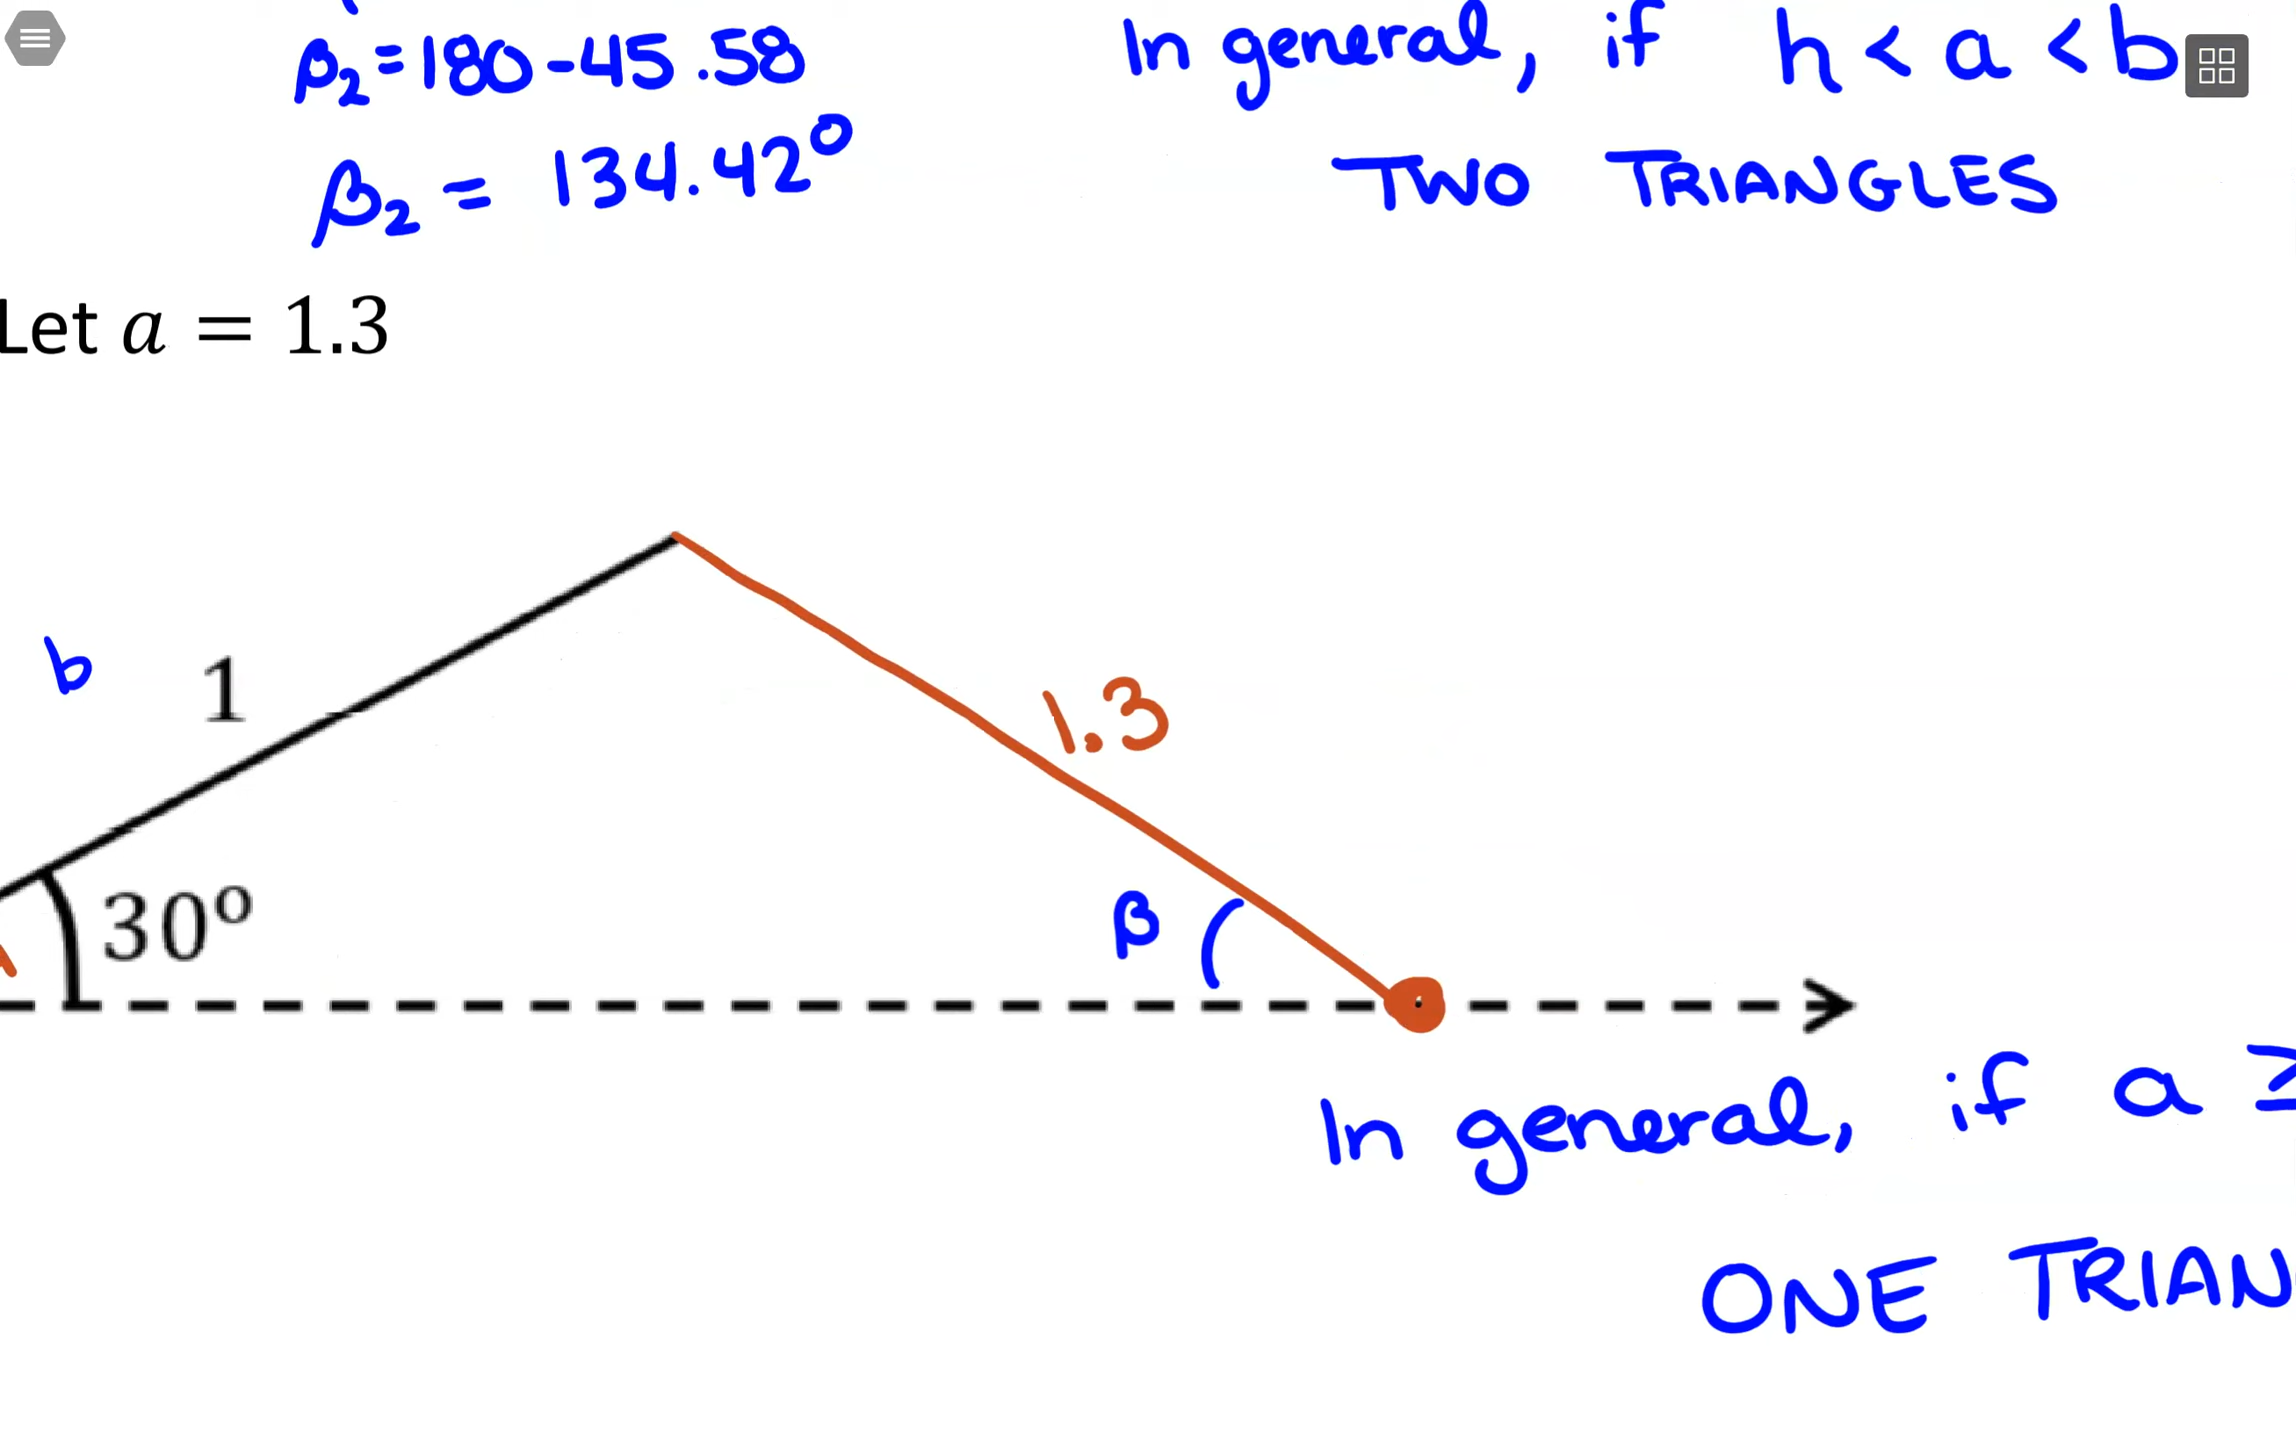 β₂=180-45.58
In general, if h < a < b
β₂ = 134.42°
TWO TRIANGLES
Let a = 1.3
b 1
1.3
30º
β
In general, if a ≥
ONE TRIAN